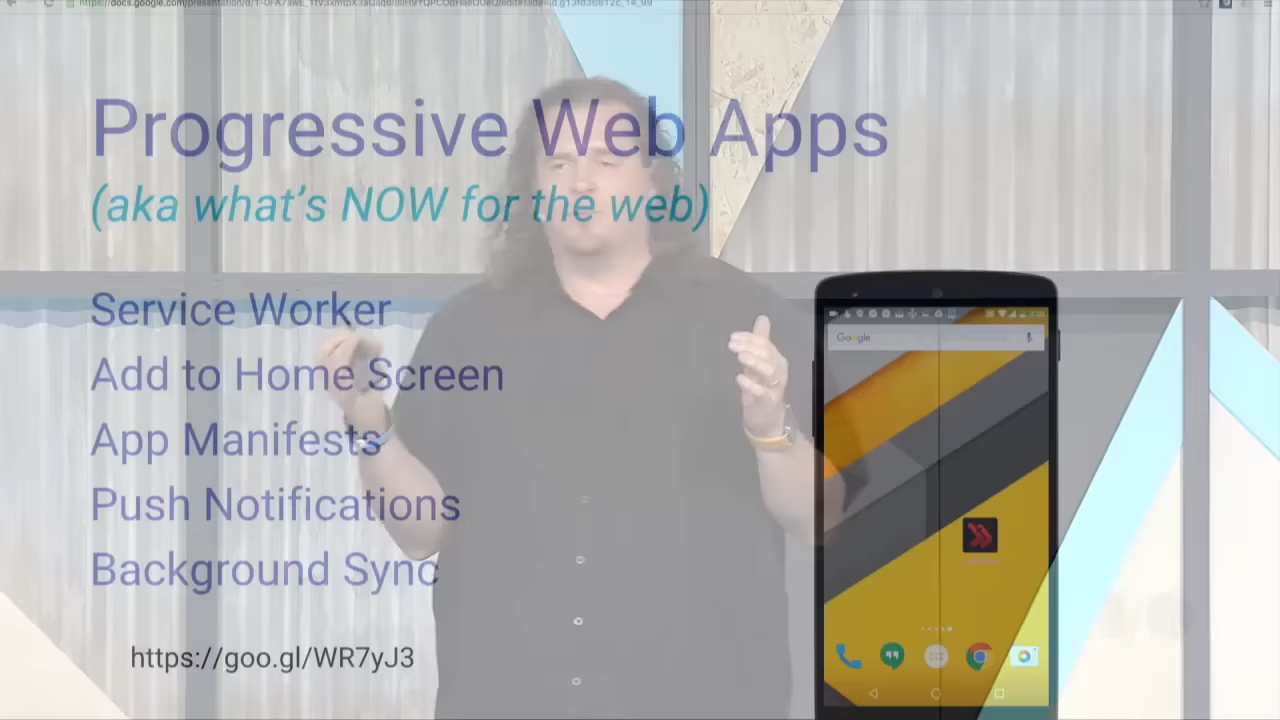 Progressive Web Apps
(aka what's NOW for the web)
Service Worker
Add to Home Screen
App Manifests
Push Notifications
Background Sync
https://goo.gl/WR7yJ3
Google